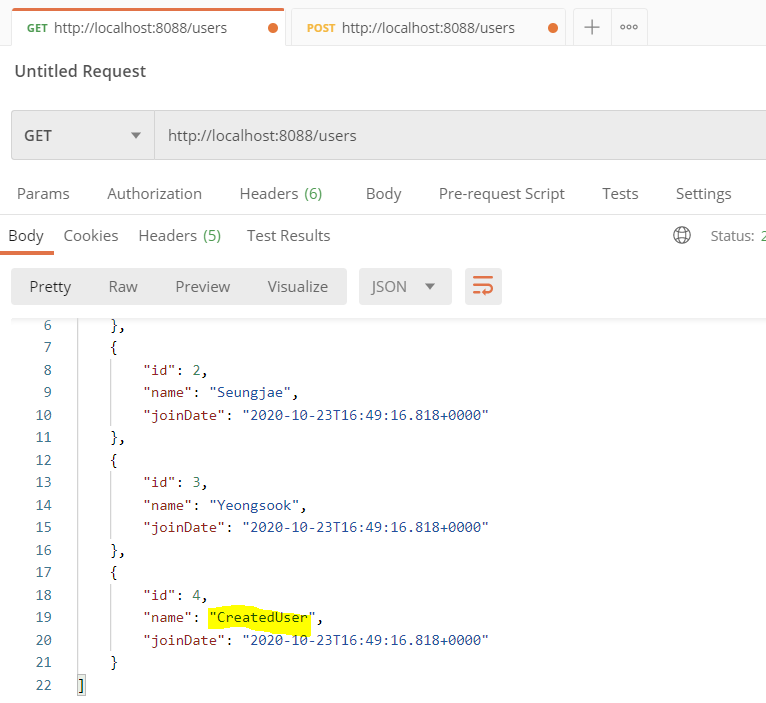 GET http://localhost:8088/users POST http://localhost:8088/users
Untitled Request
GET http://localhost:8088/users
Params Authorization Headers (6) Body Pre-request Script Tests Settings
Body Cookies Headers (5) Test Results Status: 2
Pretty Raw Preview Visualize JSON
6 },
7 {
8 "id": 2,
9 "name": "Seungjae",
10 "joinDate": "2020-10-23T16:49:16.818+0000"
11 },
12 {
13 "id": 3,
14 "name": "Yeongsook",
15 "joinDate": "2020-10-23T16:49:16.818+0000"
16 },
17 {
18 "id": 4,
19 "name": "CreatedUser",
20 "joinDate": "2020-10-23T16:49:16.818+0000"
21 }
22 ]